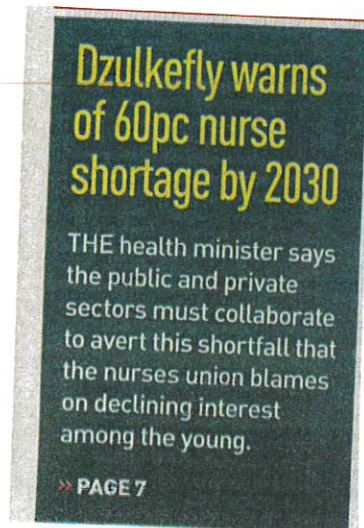 Dzulkefly warns
of 60pc nurse
shortage by 2030
THE health minister says
the public and private
sectors must collaborate
to avert this shortfall that
the nurses union blames
on declining interest
among the young.
» PAGE 7